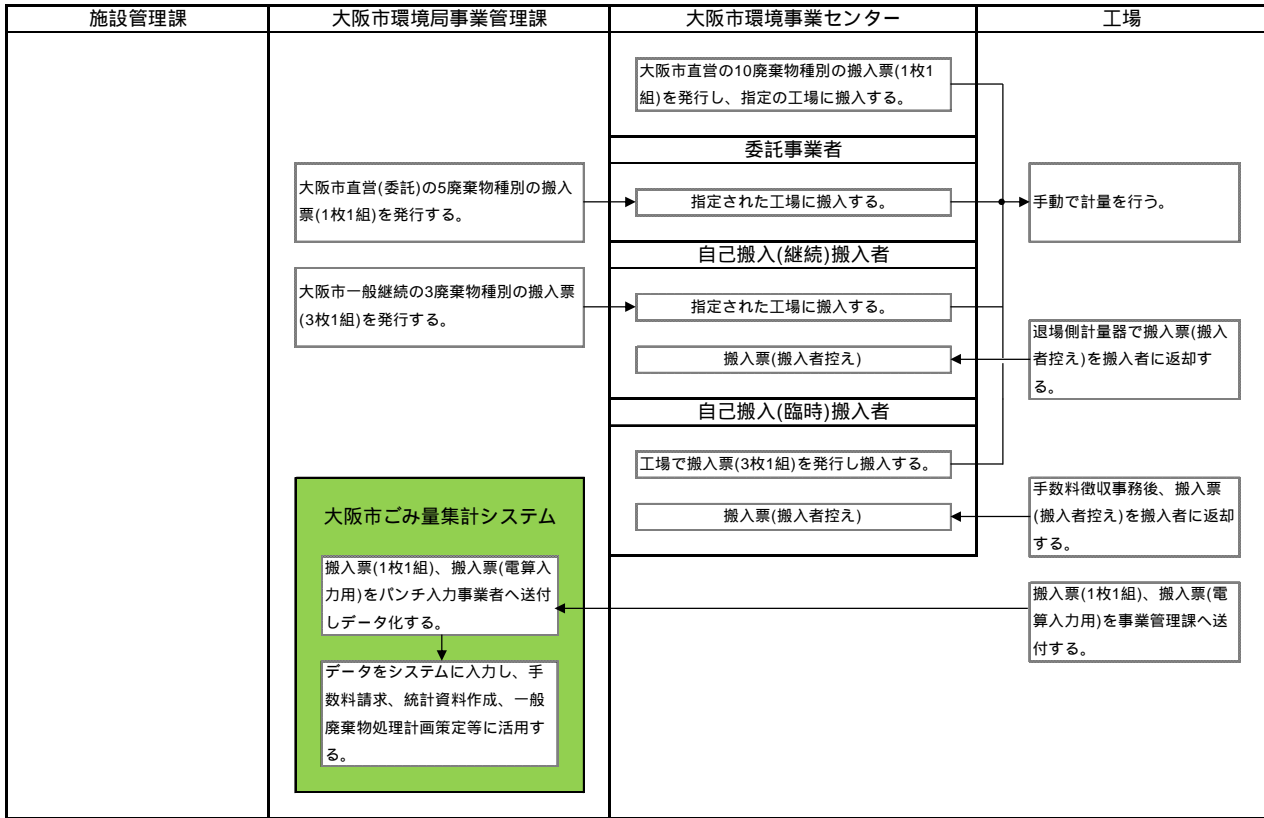 施設管理課
大阪市環境局事業管理課
大阪市環境事業センター
工場
大阪市直営の10廃棄物種別の搬入票(1枚1
組)を発行し、指定の工場に搬入する。
委託事業者
大阪市直営(委託)の5廃棄物種別の搬入
票(1枚1組)を発行する。
指定された工場に搬入する。
手動で計量を行う。
自己搬入(継続)搬入者
大阪市一般継続の3廃棄物種別の搬入票
(3枚1組)を発行する。
指定された工場に搬入する。
搬入票(搬入者控え)
退場側計量器で搬入票(搬入
者控え)を搬入者に返却す
る。
自己搬入(臨時)搬入者
工場で搬入票(3枚1組)を発行し搬入する。
搬入票(搬入者控え)
手数料徴収事務後、搬入票
(搬入者控え)を搬入者に返却
する。
大阪市ごみ量集計システム
搬入票(1枚1組)、搬入票(電算入
力用)をパンチ入力事業者へ送付
しデータ化する。
搬入票(1枚1組)、搬入票(電
算入力用)を事業管理課へ送
付する。
データをシステムに入力し、手
数料請求、統計資料作成、一般
廃棄物処理計画策定等に活用す
る。